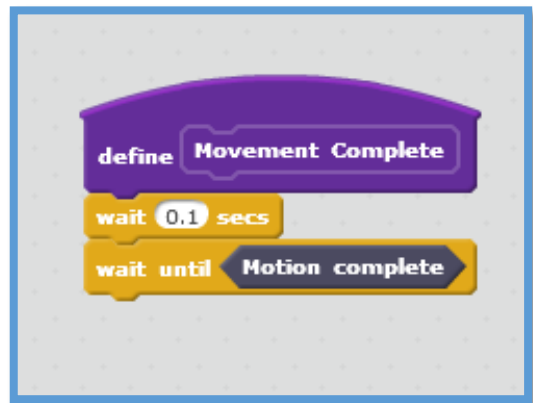 define Movement Complete
wait 0.1 secs
wait until Motion complete